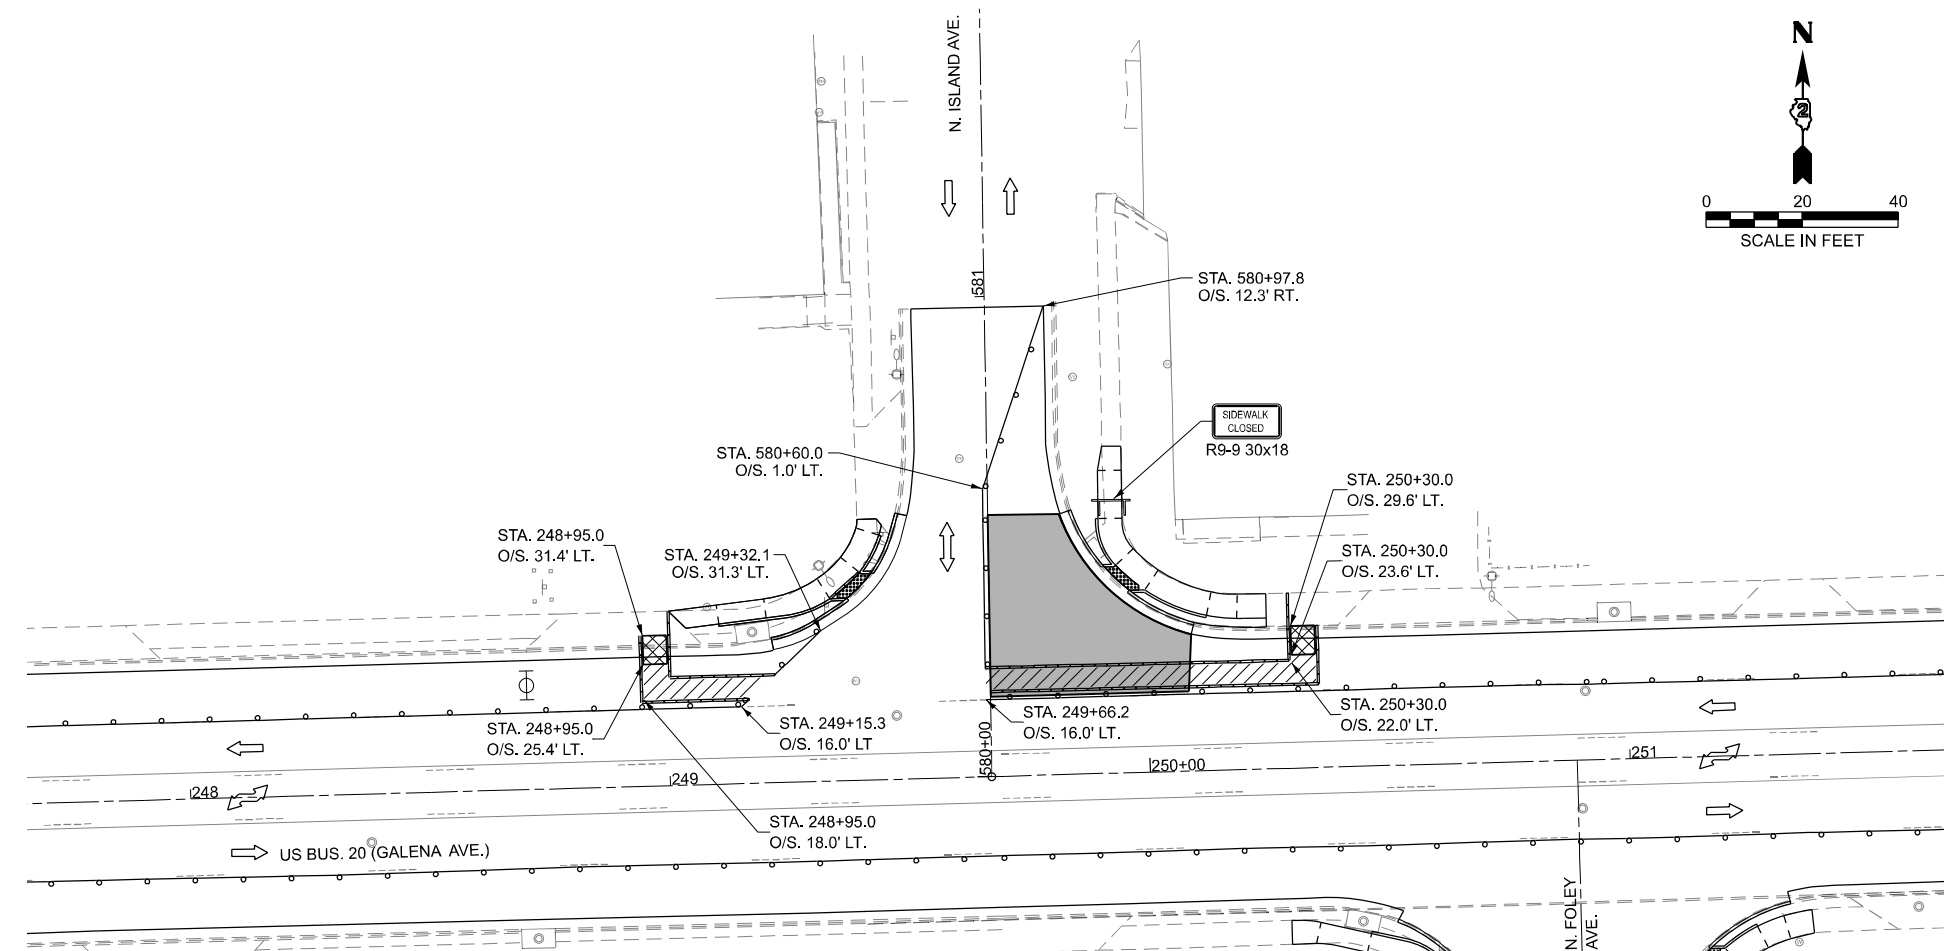 N. ISLAND AVE.
N
2
0 20 40
SCALE IN FEET
581
STA. 580+97.8
O/S. 12.3' RT.
SIDEWALK
CLOSED
R9-9 30x18
STA. 580+60.0
O/S. 1.0' LT.
STA. 250+30.0
O/S. 29.6' LT.
STA. 248+95.0
O/S. 31.4' LT.
STA. 249+32.1
O/S. 31.3' LT.
STA. 250+30.0
O/S. 23.6' LT.
STA. 248+95.0
O/S. 25.4' LT.
STA. 249+15.3
O/S. 16.0' LT
STA. 249+66.2
O/S. 16.0' LT.
STA. 250+30.0
O/S. 22.0' LT.
580+00
248
249
250+00
251
STA. 248+95.0
O/S. 18.0' LT.
US BUS. 20 (GALENA AVE.)
N. FOLEY
AVE.